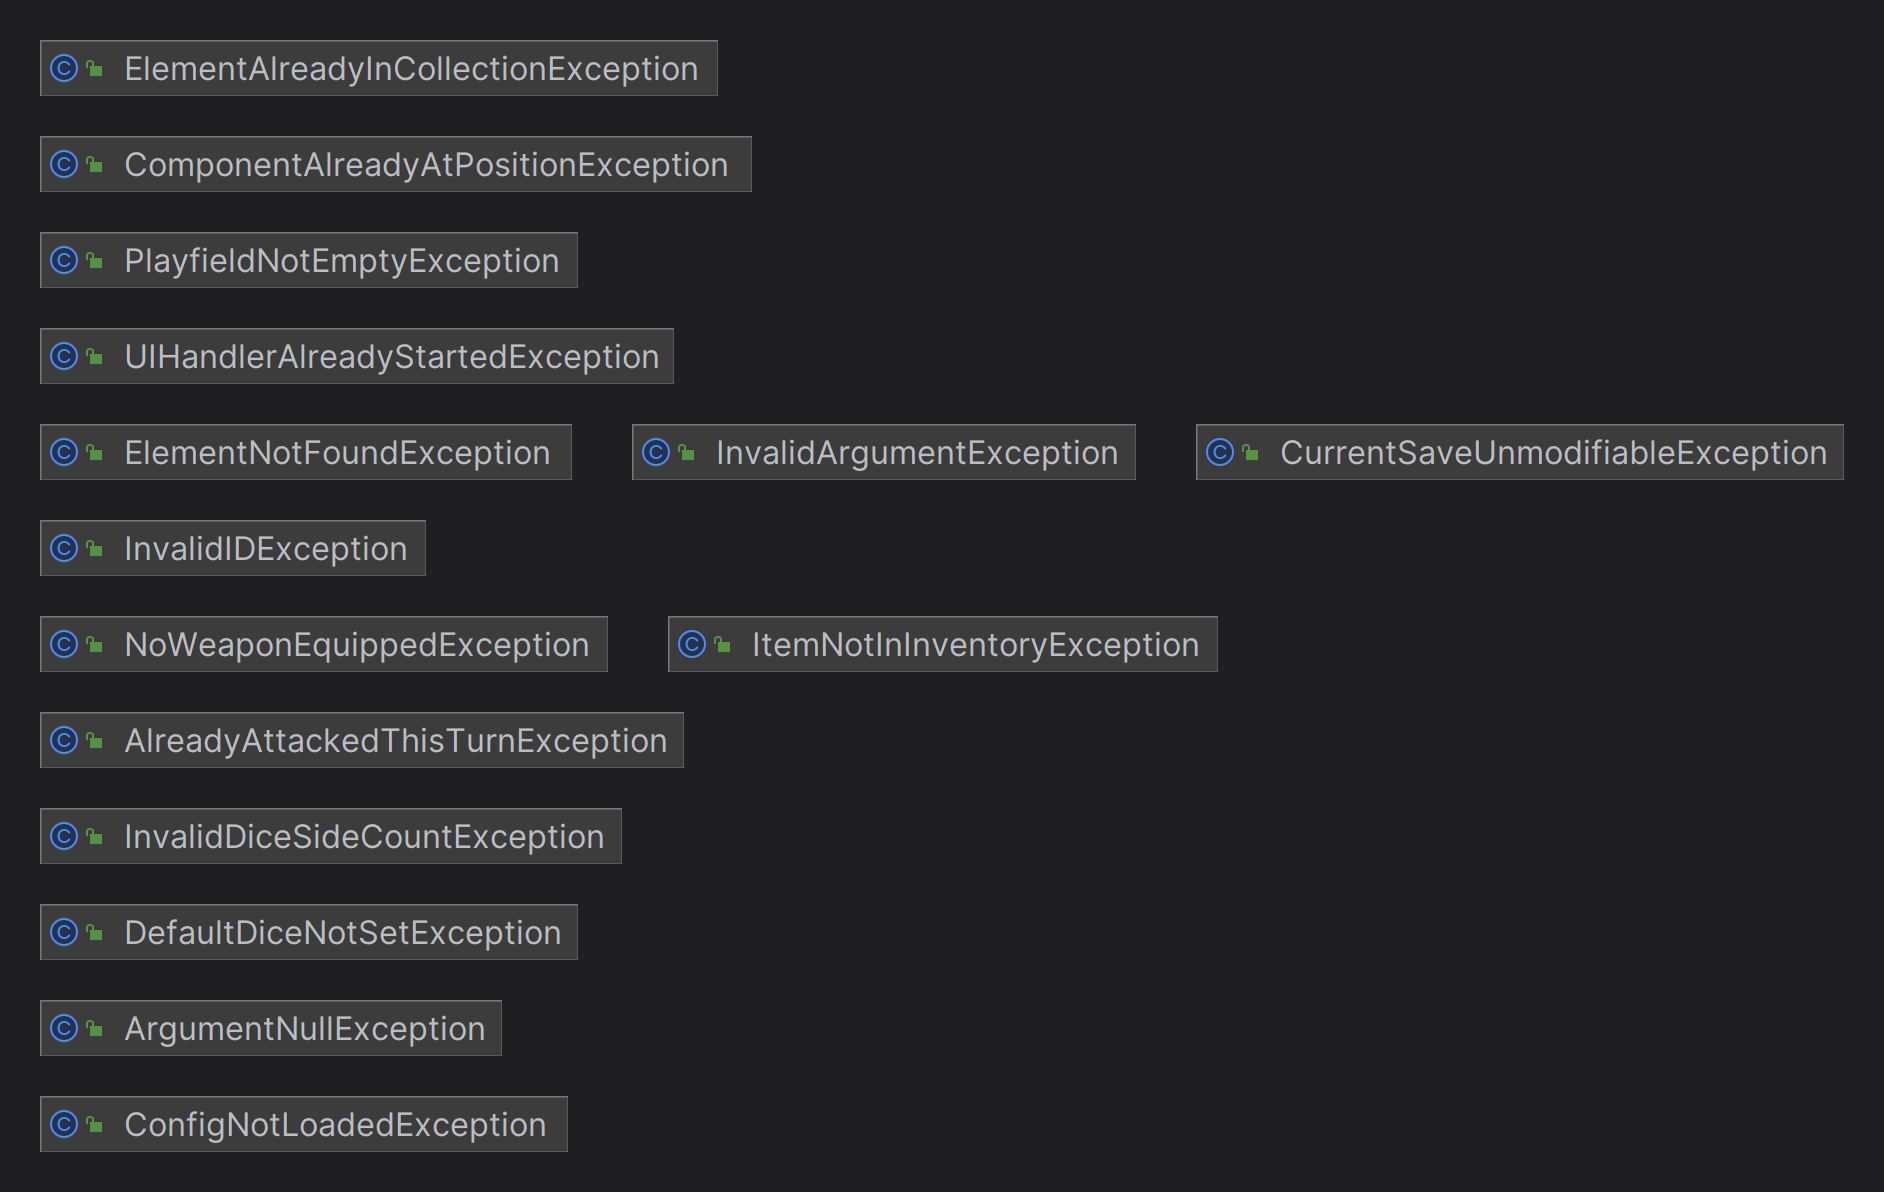 ElementAlreadyInCollectionException
ComponentAlreadyAtPositionException
PlayfieldNotEmptyException
UIHandlerAlreadyStartedException
ElementNotFoundException InvalidArgumentException CurrentSaveUnmodifiableException
InvalidIDException
NoWeaponEquippedException ItemNotInInventoryException
AlreadyAttackedThisTurnException
InvalidDiceSideCountException
DefaultDiceNotSetException
ArgumentNullException
ConfigNotLoadedException